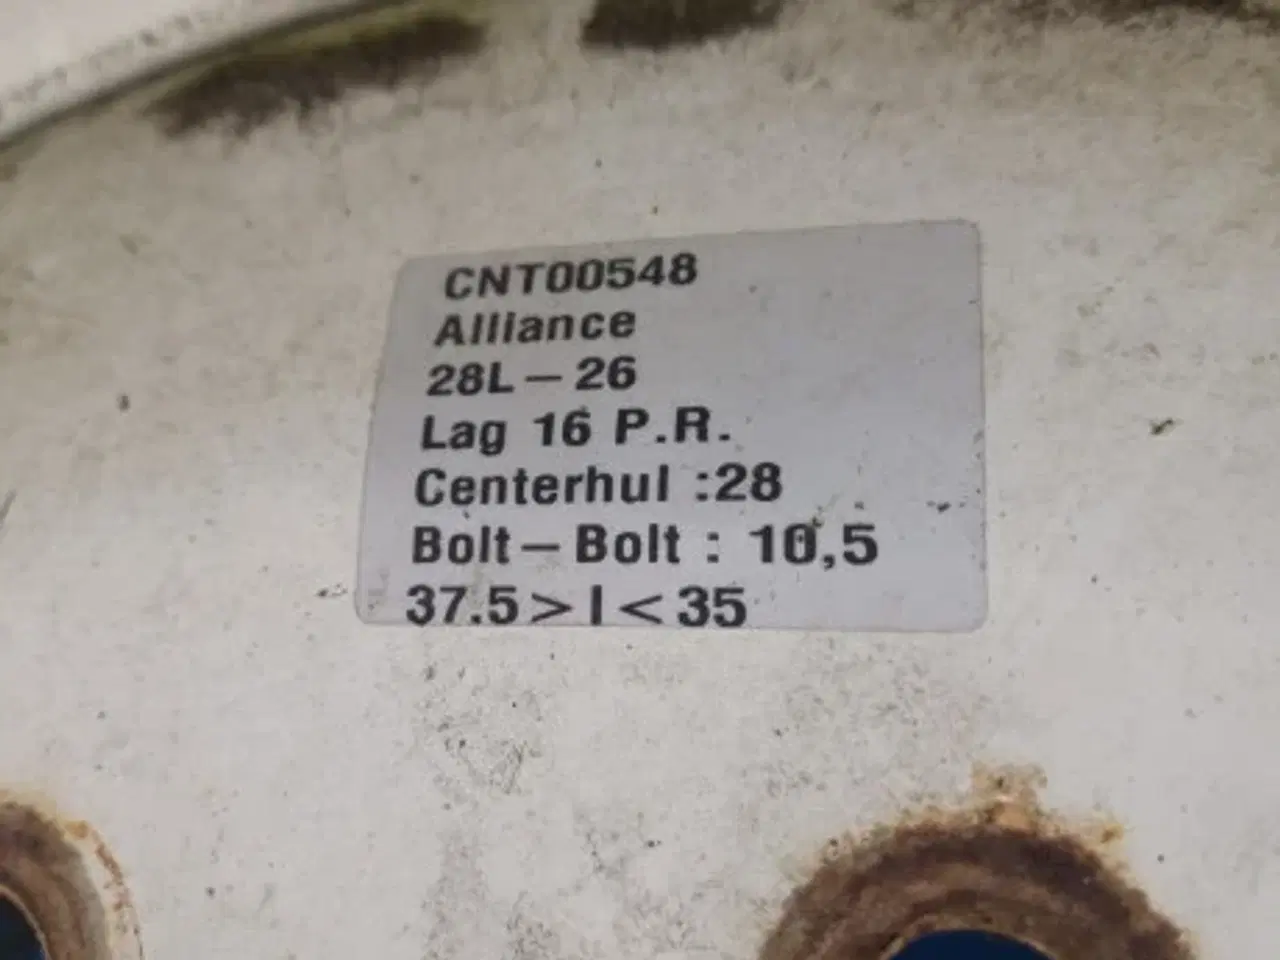 CNT00548
Alliance
28L-26
Lag 16 P.R.
Centerhul :28
Bolt-Bolt : 10,5
37.5>I<35